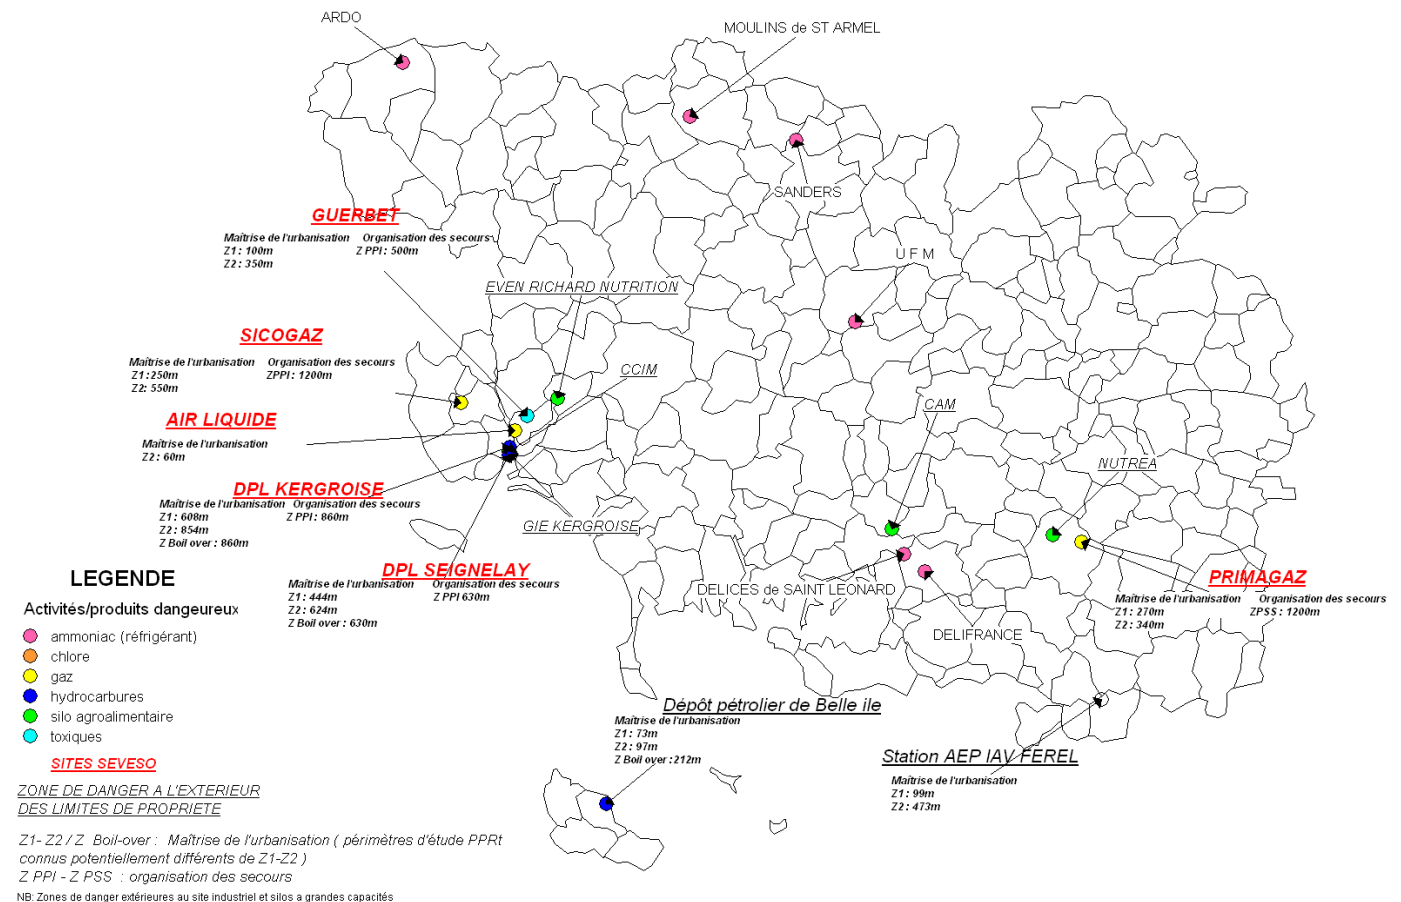 ARDO
MOULINS de ST ARMEL
SANDERS
GUERBET
Maîtrise de l'urbanisation Organisation des secours
Z1 : 100m Z PPI : 500m
Z2 : 350m
U F M
EVEN RICHARD NUTRITION
SICOGAZ
Maîtrise de l'urbanisation Organisation des secours
Z1 :250m ZPPI : 1200m
Z2: 550m
CCIM
AIR LIQUIDE
Maîtrise de l'urbanisation
Z2 : 60m
CAM
NUTREA
DPL KERGROISE
Maîtrise de l'urbanisation Organisation des secours
Z1 : 608m Z PPI : 860m
Z2 : 854m
Z Boil over : 860m
GIE KERGROISE
DPL SEIGNELAY
Maîtrise de l'urbanisation Organisation des secours
Z1 : 444m Z PPI 630m
Z2 : 624m
Z Boil over : 630m
DELICES de SAINT LEONARD
DELIFRANCE
PRIMAGAZ
Maîtrise de l'urbanisation Organisation des secours
Z1 : 270m ZPSS : 1200m
Z2 : 340m
LEGENDE
Activités/produits dangeureux
ammoniac (réfrigérant)
chlore
gaz
hydrocarbures
silo agroalimentaire
toxiques
SITES SEVESO
ZONE DE DANGER A L'EXTERIEUR
DES LIMITES DE PROPRIETE
Z1- Z2 / Z Boil-over : Maîtrise de l'urbanisation ( périmètres d'étude PPRt
connus potentiellement différents de Z1-Z2 )
Z PPI - Z PSS : organisation des secours
NB: Zones de danger extérieures au site industriel et silos a grandes capacités
Dépôt pétrolier de Belle ile
Maîtrise de l'urbanisation
Z1 : 73m
Z2 : 97m
Z Boil over :212m
Station AEP IAV FEREL
Maîtrise de l'urbanisation
Z1 : 99m
Z2 : 473m